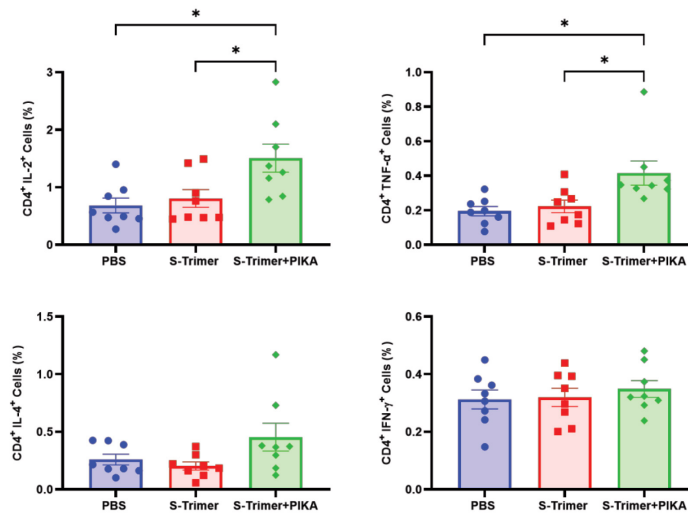 *
*
CD4⁺ IL-2⁺ Cells (%)
3
2
1
0
PBS
S-Trimer
S-Trimer+PIKA
*
*
CD4⁺ TNF-α⁺ Cells (%)
1.0
0.8
0.6
0.4
0.2
0.0
PBS
S-Trimer
S-Trimer+PIKA
CD4⁺ IL-4⁺ Cells (%)
1.5
1.0
0.5
0.0
PBS
S-Trimer
S-Trimer+PIKA
CD4⁺ IFN-γ⁺ Cells (%)
0.6
0.4
0.2
0.0
PBS
S-Trimer
S-Trimer+PIKA